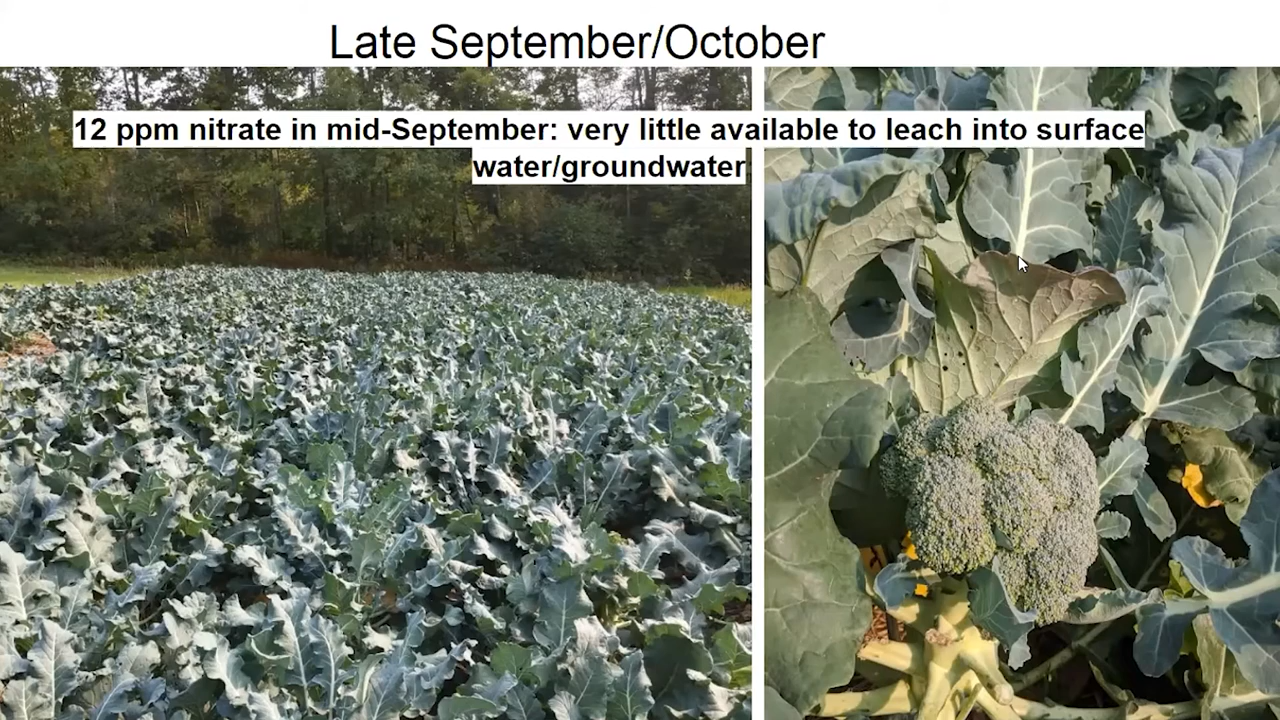 Late September/October
12 ppm nitrate in mid-September: very little available to leach into surface
water/groundwater